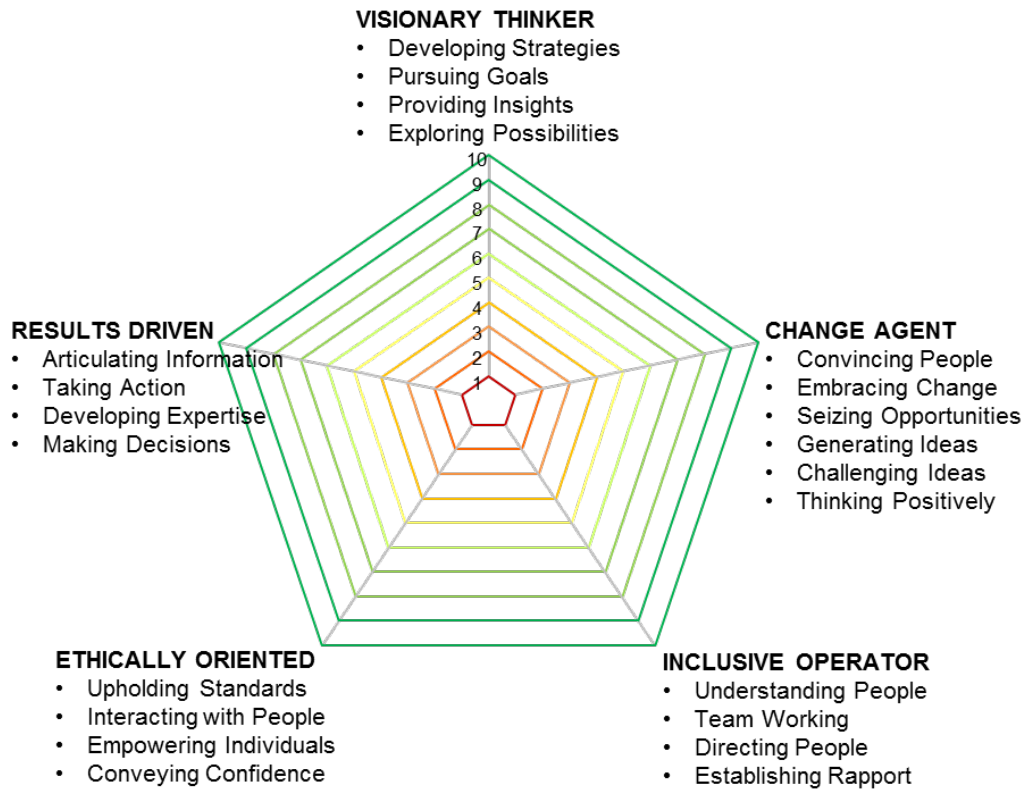 VISIONARY THINKER
• Developing Strategies
• Pursuing Goals
• Providing Insights
• Exploring Possibilities
10
9
8
7
6
5
4
3
2
1
RESULTS DRIVEN
• Articulating Information
• Taking Action
• Developing Expertise
• Making Decisions
CHANGE AGENT
• Convincing People
• Embracing Change
• Seizing Opportunities
• Generating Ideas
• Challenging Ideas
• Thinking Positively
ETHICALLY ORIENTED
• Upholding Standards
• Interacting with People
• Empowering Individuals
• Conveying Confidence
INCLUSIVE OPERATOR
• Understanding People
• Team Working
• Directing People
• Establishing Rapport